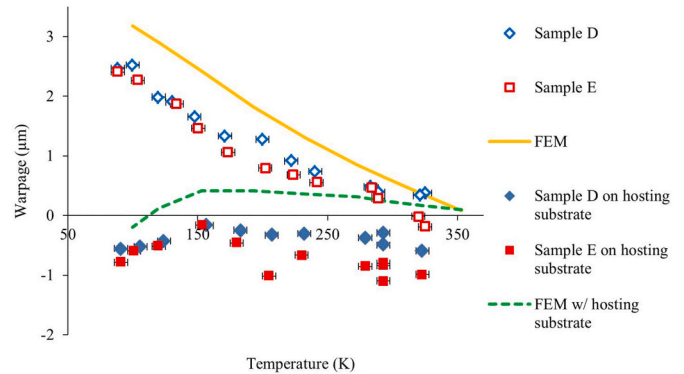 3
2
1
0
-1
-2
50
150
250
350
Warpage (μm)
Temperature (K)
Sample D
Sample E
FEM
Sample D on hosting
substrate
Sample E on hosting
substrate
FEM w/ hosting
substrate